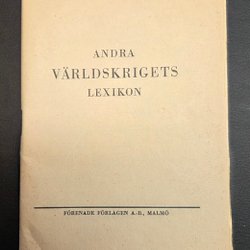 ANDRA
VÄRLDSKRIGETS
LEXIKON
FÖRENADE FÖRLAGEN A.-B., MALMÖ